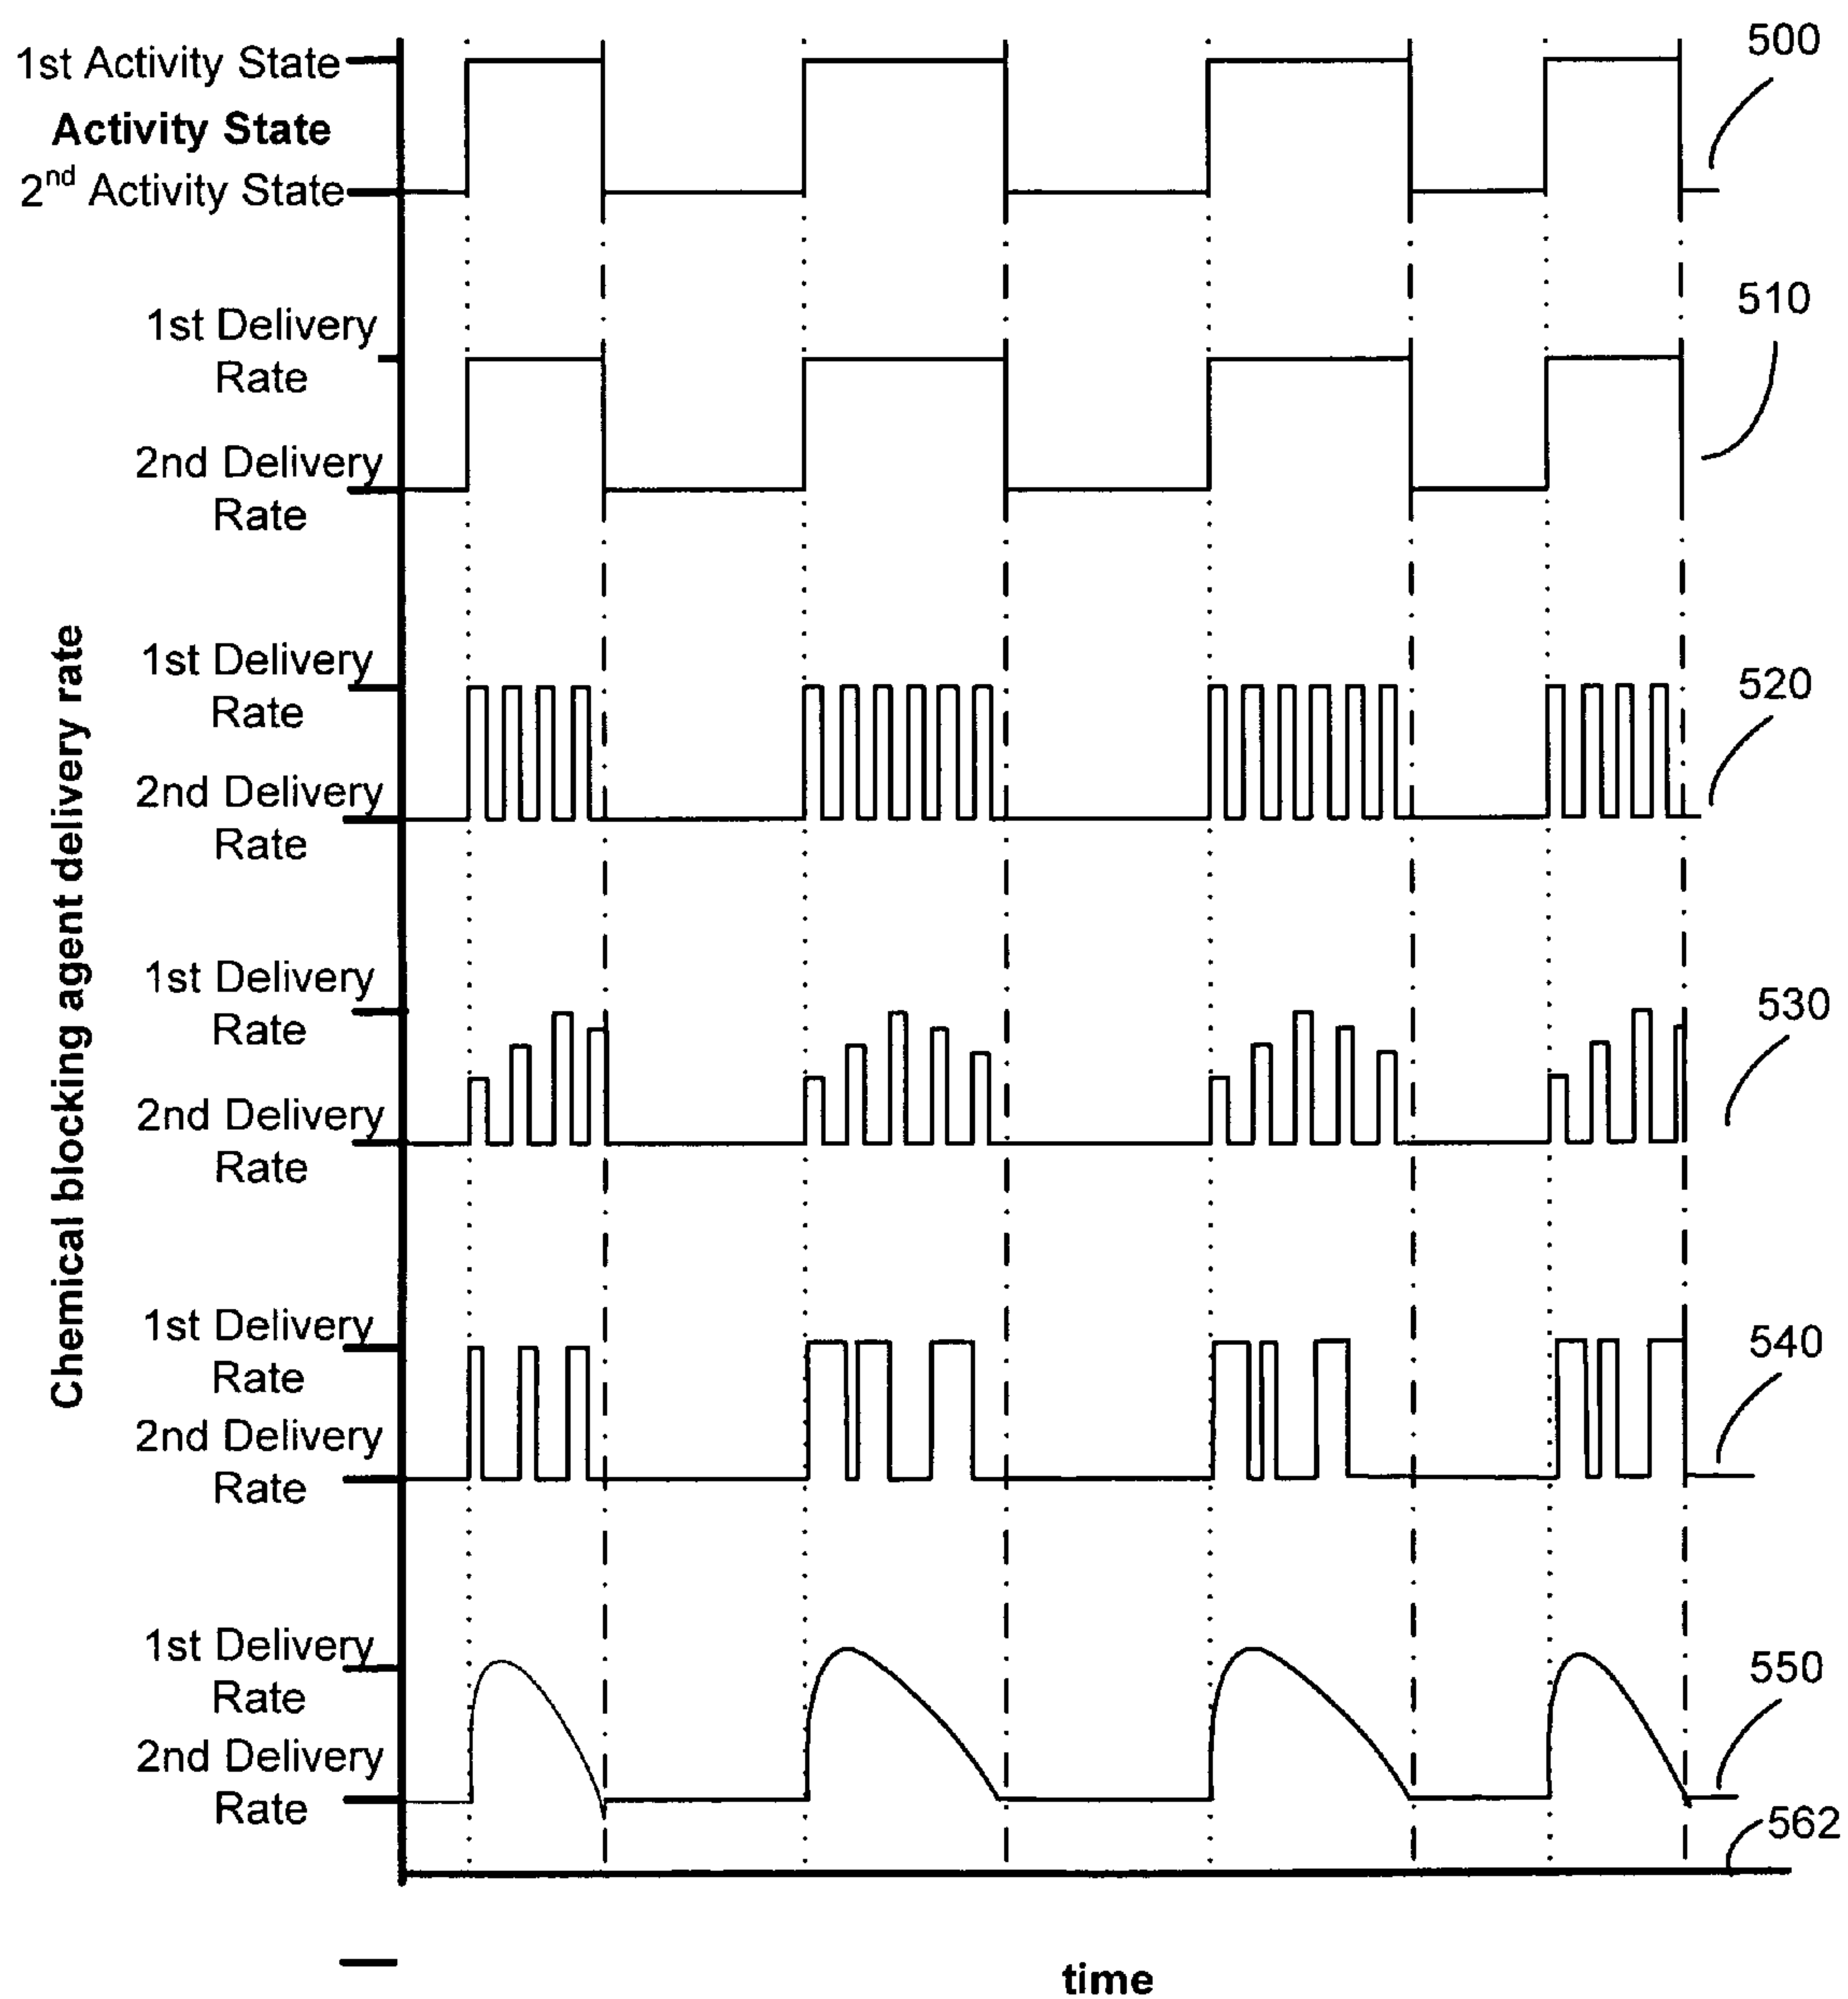 500
1st Activity State
Activity State
2nd Activity State
510
1st Delivery
Rate
2nd Delivery
Rate
Chemical blocking agent delivery rate
520
1st Delivery
Rate
2nd Delivery
Rate
530
1st Delivery
Rate
2nd Delivery
Rate
540
1st Delivery
Rate
2nd Delivery
Rate
550
1st Delivery
Rate
2nd Delivery
Rate
562
time